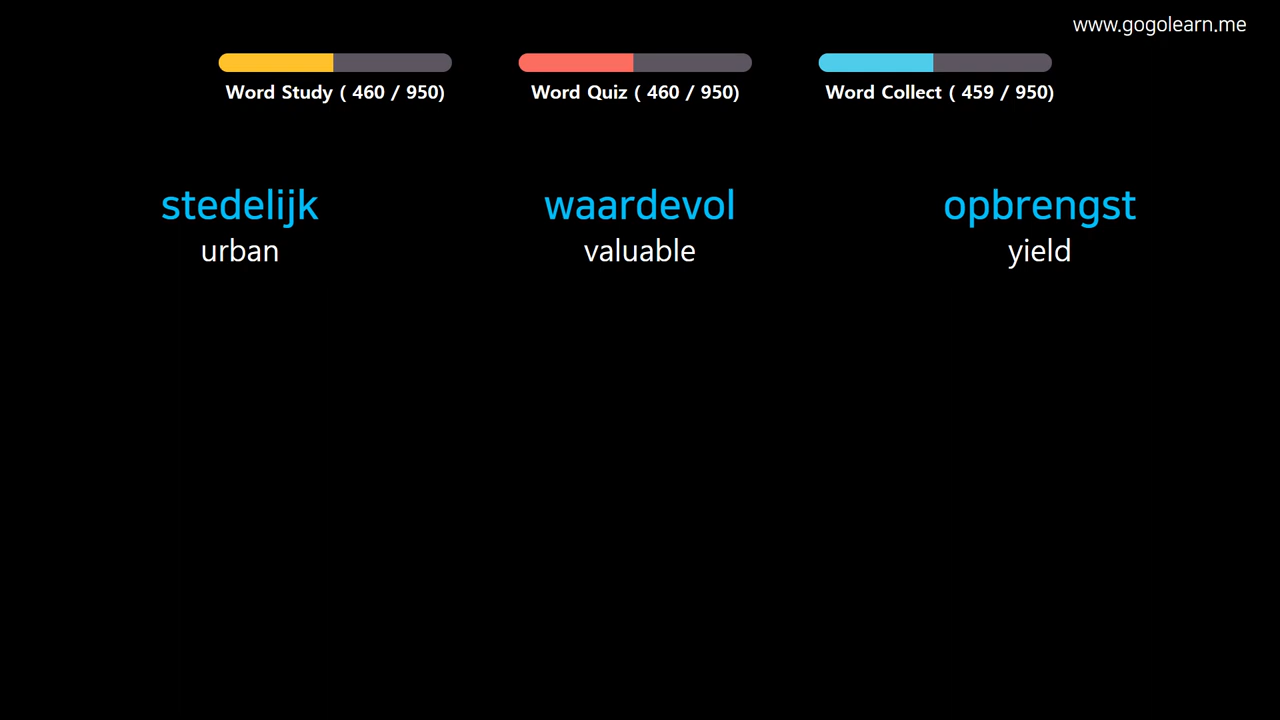 www.gogolearn.me
Word Study ( 460 / 950)
Word Quiz ( 460 / 950)
Word Collect ( 459 / 950)
stedelijk
urban
waardevol
valuable
opbrengst
yield